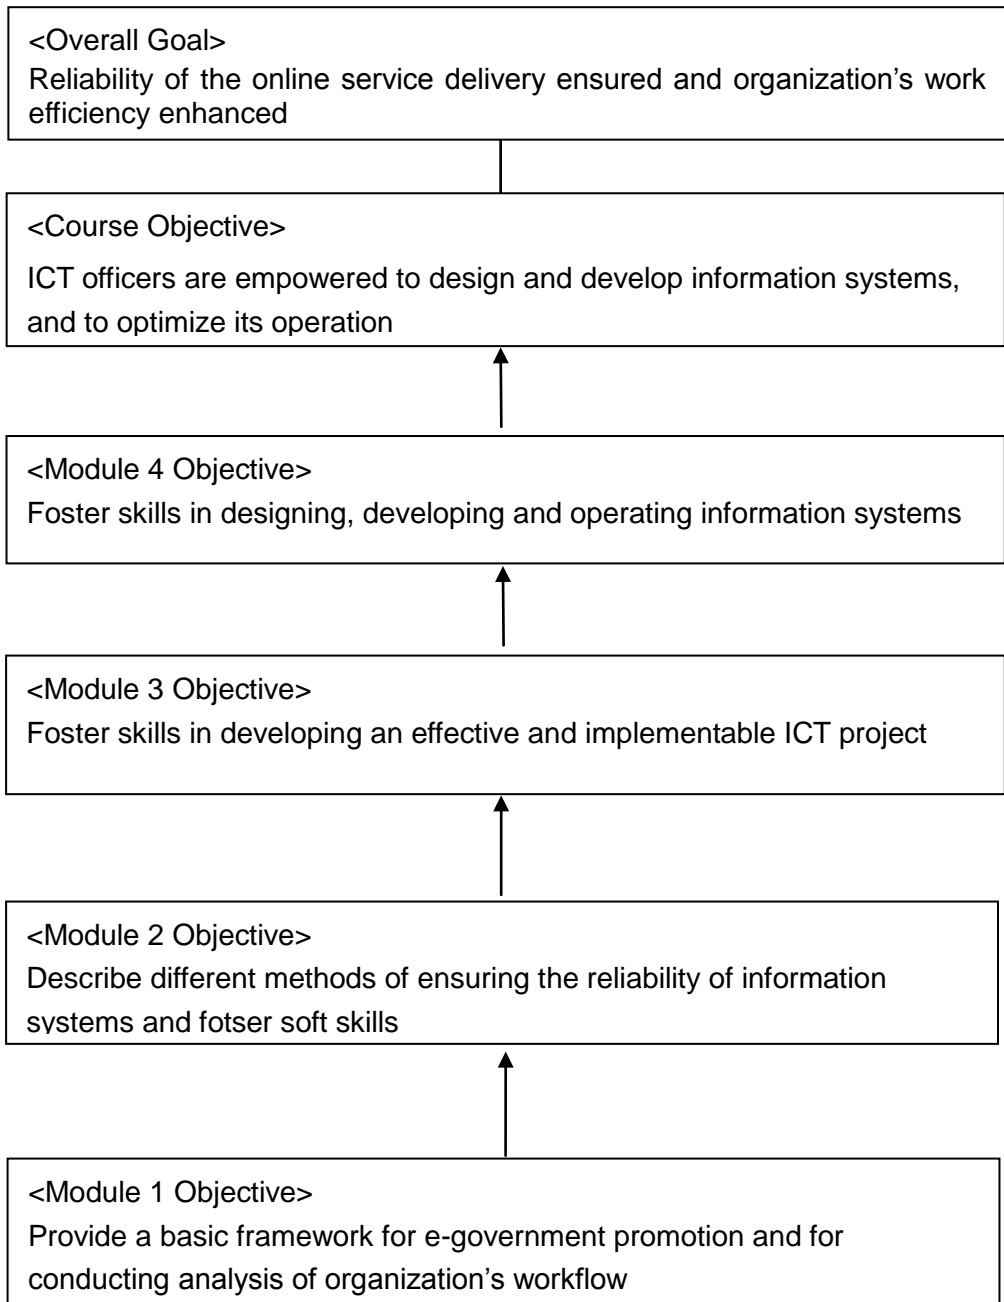 <Overall Goal>
Reliability of the online service delivery ensured and organization’s work
efficiency enhanced
<Course Objective>
ICT officers are empowered to design and develop information systems,
and to optimize its operation
<Module 4 Objective>
Foster skills in designing, developing and operating information systems
<Module 3 Objective>
Foster skills in developing an effective and implementable ICT project
<Module 2 Objective>
Describe different methods of ensuring the reliability of information
systems and fotser soft skills
<Module 1 Objective>
Provide a basic framework for e-government promotion and for
conducting analysis of organization’s workflow